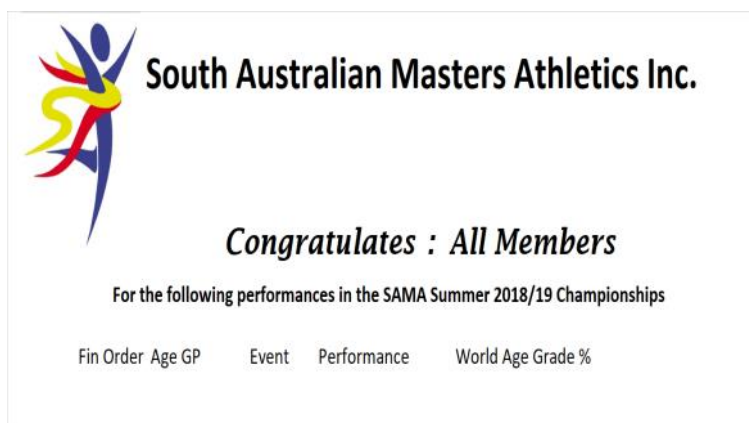 South Australian Masters Athletics Inc.
Congratulates : All Members
For the following performances in the SAMA Summer 2018/19 Championships
Fin Order Age GP Event Performance World Age Grade %